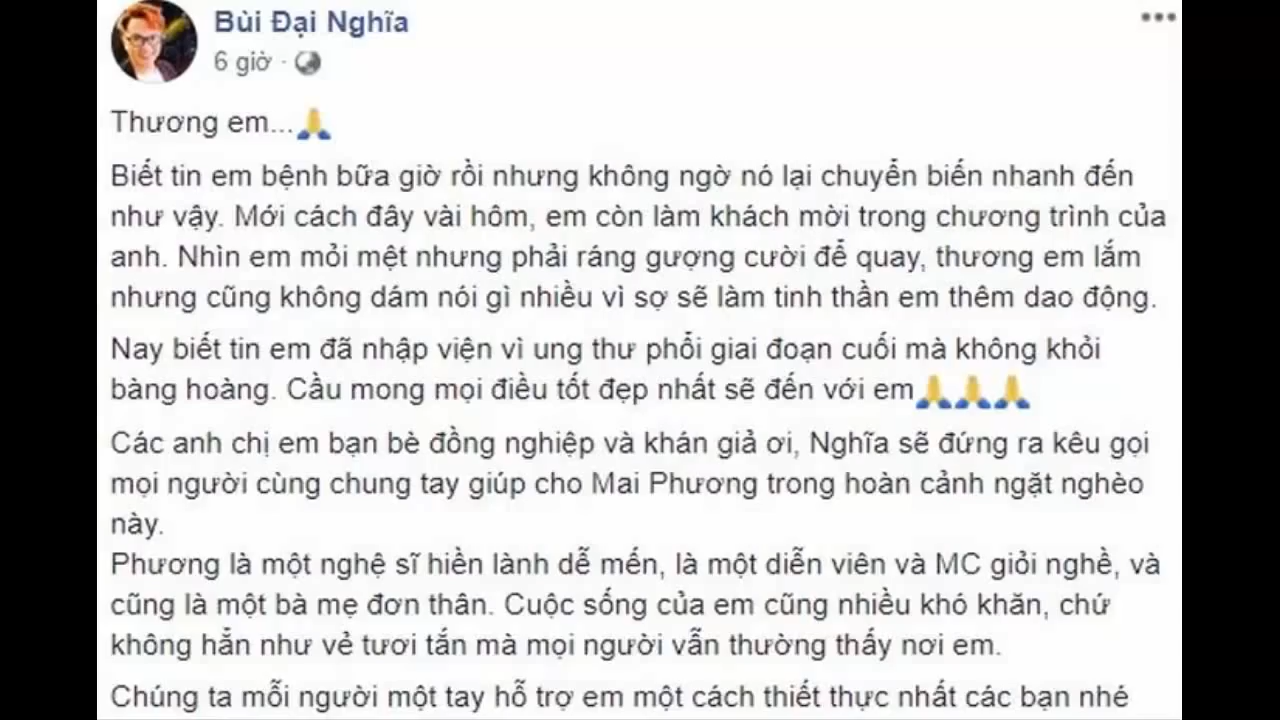 Bùi Đại Nghĩa
6 giờ ·
Thương em...🙏
Biết tin em bệnh bữa giờ rồi nhưng không ngờ nó lại chuyển biến nhanh đến
như vậy. Mới cách đây vài hôm, em còn làm khách mời trong chương trình của
anh. Nhìn em mỏi mệt nhưng phải ráng gượng cười để quay, thương em lắm
nhưng cũng không dám nói gì nhiều vì sợ sẽ làm tinh thần em thêm dao động.
Nay biết tin em đã nhập viện vì ung thư phổi giai đoạn cuối mà không khỏi
bàng hoàng. Cầu mong mọi điều tốt đẹp nhất sẽ đến với em🙏🙏🙏
Các anh chị em bạn bè đồng nghiệp và khán giả ơi, Nghĩa sẽ đứng ra kêu gọi
mọi người cùng chung tay giúp cho Mai Phương trong hoàn cảnh ngặt nghèo
này.
Phương là một nghệ sĩ hiền lành dễ mến, là một diễn viên và MC giỏi nghề, và
cũng là một bà mẹ đơn thân. Cuộc sống của em cũng nhiều khó khăn, chứ
không hẳn như vẻ tươi tắn mà mọi người vẫn thường thấy nơi em.
Chúng ta mỗi người một tay hỗ trợ em một cách thiết thực nhất các bạn nhé